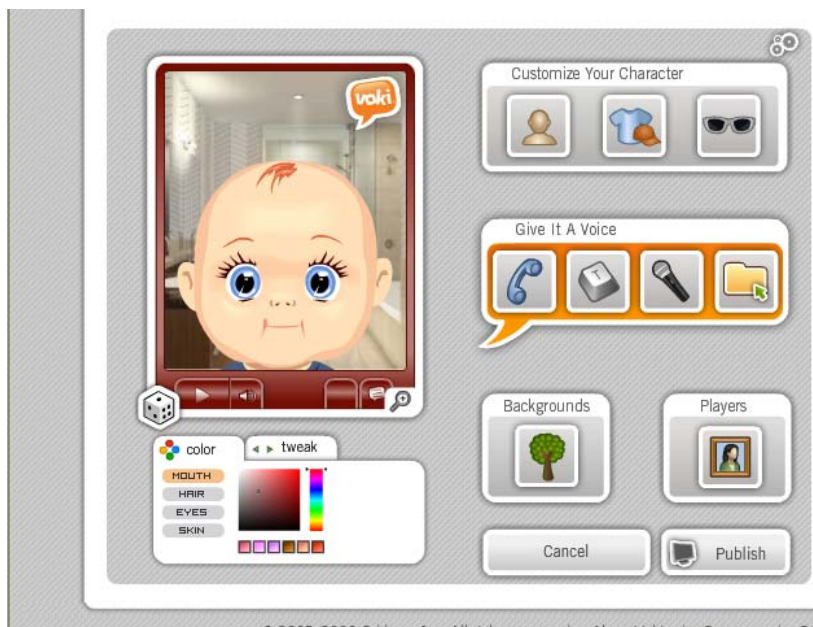 Customize Your Character
voki
Give It A Voice
T
Backgrounds
Players
color
tweak
MOUTH
HAIR
EYES
SKIN
Cancel
Publish